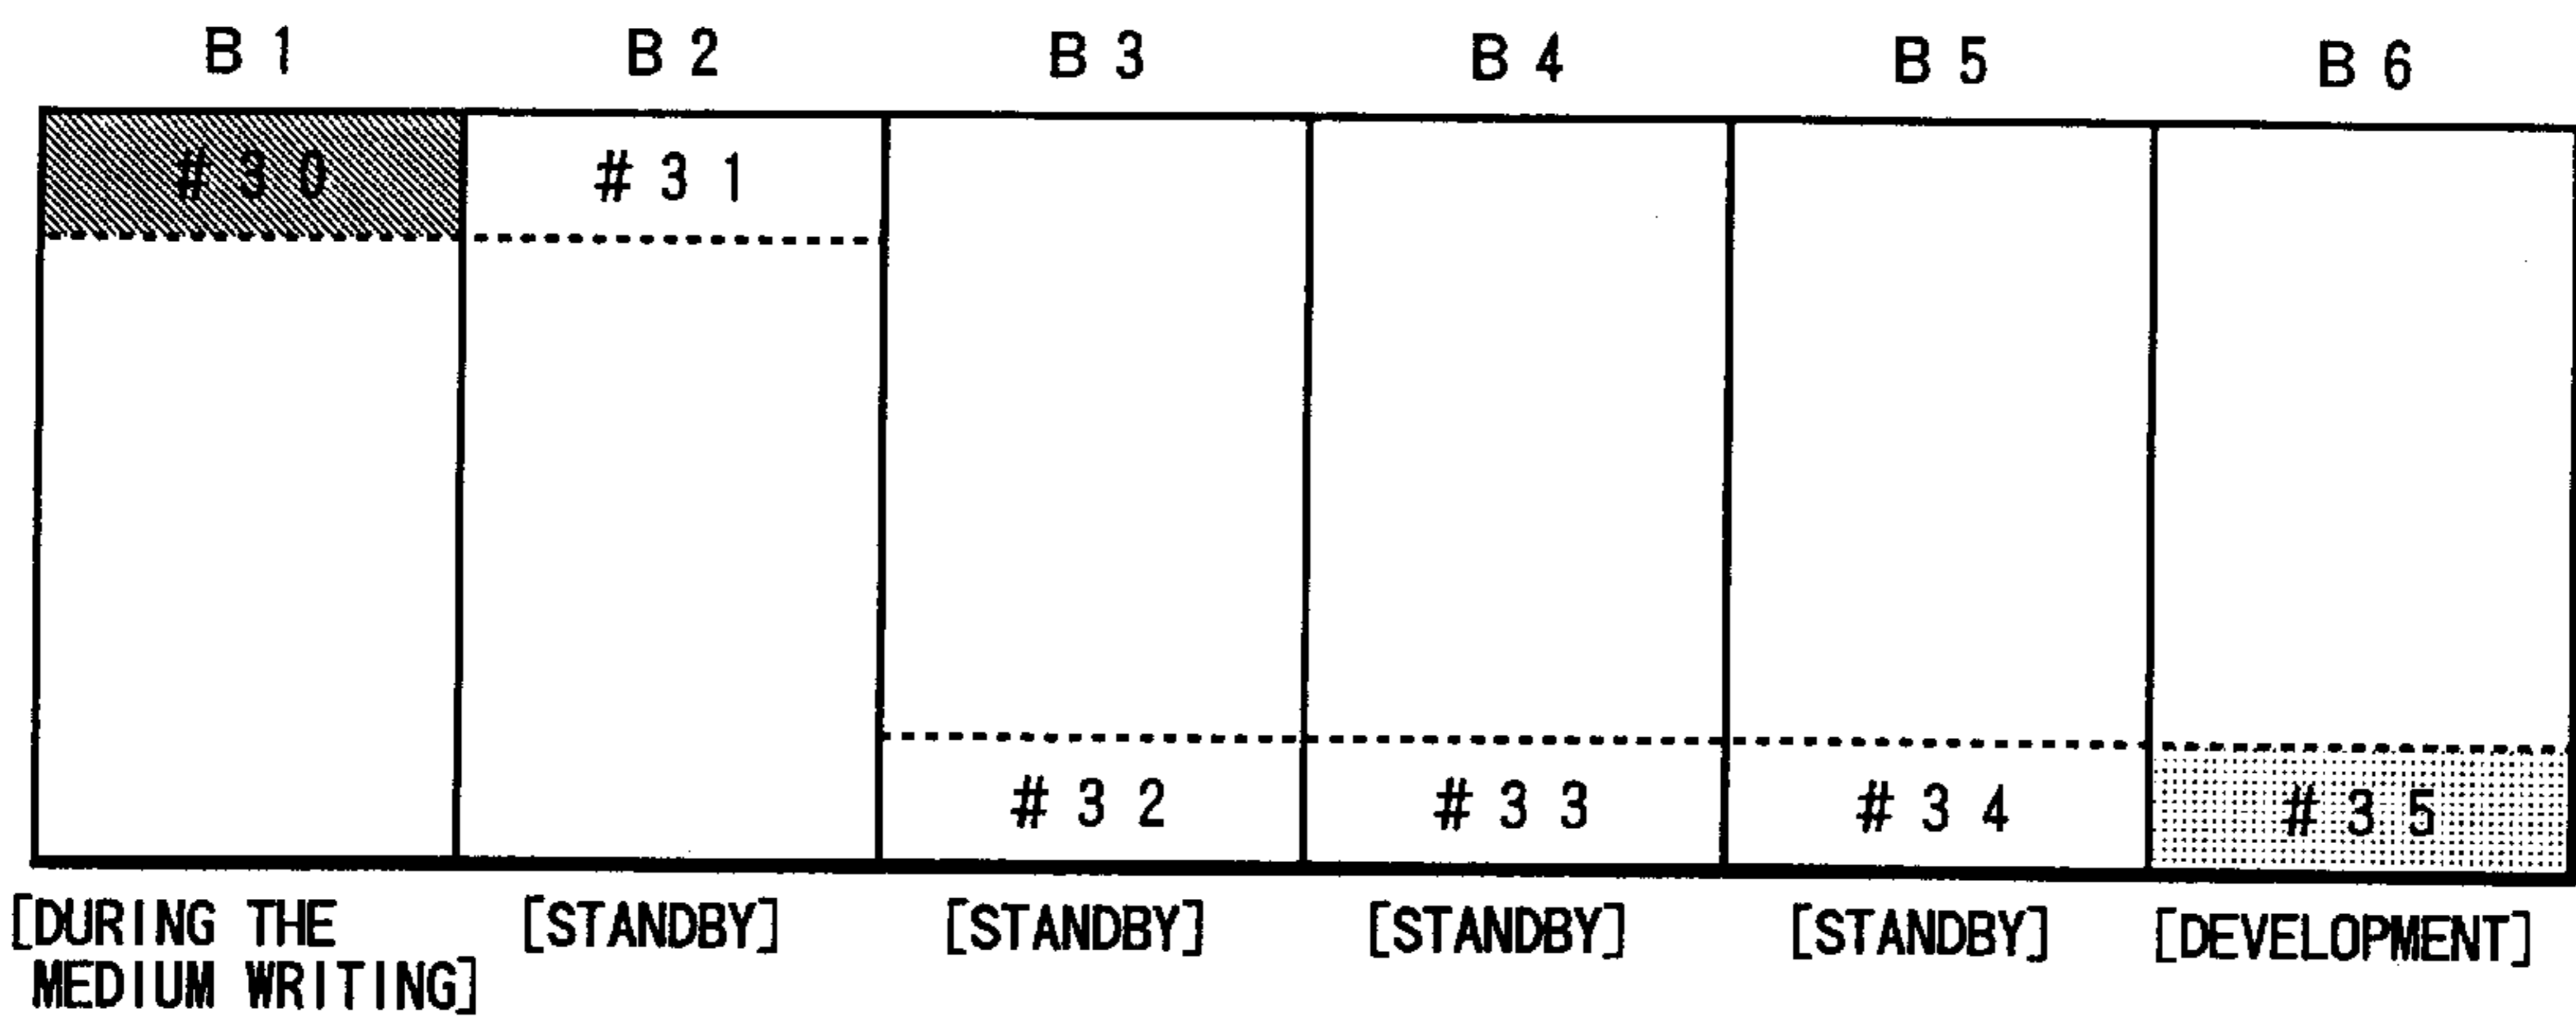 B 1 B 2 B 3 B 4 B 5 B 6
# 3 0 # 3 1
# 3 2 # 3 3 # 3 4 # 3 5
[DURING THE MEDIUM WRITING] [STANDBY] [STANDBY] [STANDBY] [STANDBY] [DEVELOPMENT]